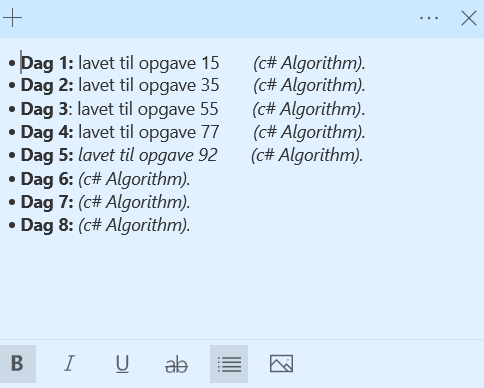 • Dag 1: lavet til opgave 15 (c# Algorithm).
• Dag 2: lavet til opgave 35 (c# Algorithm).
• Dag 3: lavet til opgave 55 (c# Algorithm).
• Dag 4: lavet til opgave 77 (c# Algorithm).
• Dag 5: lavet til opgave 92 (c# Algorithm).
• Dag 6: (c# Algorithm).
• Dag 7: (c# Algorithm).
• Dag 8: (c# Algorithm).
B I U ab